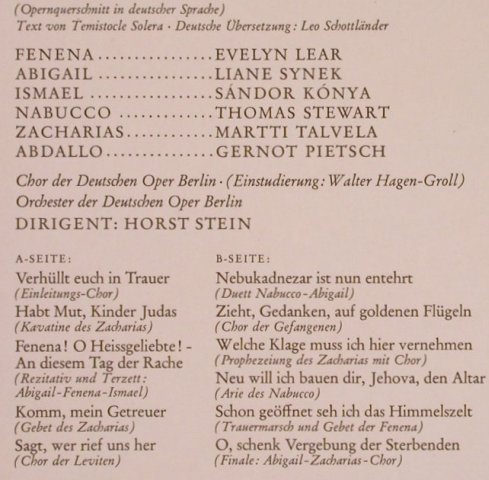 (Opernquerschnitt in deutscher Sprache)
Text von Temistocle Solera · Deutsche Übersetzung: Leo Schottländer
FENENA ............... EVELYN LEAR
ABIGAIL ............... LIANE SYNEK
ISMAEL ............... SÁNDOR KÓNYA
NABUCCO ............ THOMAS STEWART
ZACHARIAS ............ MARTTI TALVELA
ABDALLO ............... GERNOT PIETSCH
Chor der Deutschen Oper Berlin · (Einstudierung: Walter Hagen-Groll)
Orchester der Deutschen Oper Berlin
DIRIGENT: HORST STEIN
A-SEITE:
Verhüllt euch in Trauer
(Einleitungs-Chor)
Habt Mut, Kinder Judas
(Kavatine des Zacharias)
Fenena! O Heissgeliebte! -
An diesem Tag der Rache
(Rezitativ und Terzett:
Abigail-Fenena-Ismael)
Komm, mein Getreuer
(Gebet des Zacharias)
Sagt, wer rief uns her
(Chor der Leviten)
B-SEITE:
Nebukadnezar ist nun entehrt
(Duett Nabucco-Abigail)
Zieht, Gedanken, auf goldenen Flügeln
(Chor der Gefangenen)
Welche Klage muss ich hier vernehmen
(Prophezeiung des Zacharias mit Chor)
Neu will ich bauen dir, Jehova, den Altar
(Arie des Nabucco)
Schon geöffnet seh ich das Himmelszelt
(Trauermarsch und Gebet der Fenena)
O, schenk Vergebung der Sterbenden
(Finale: Abigail-Zacharias-Chor)